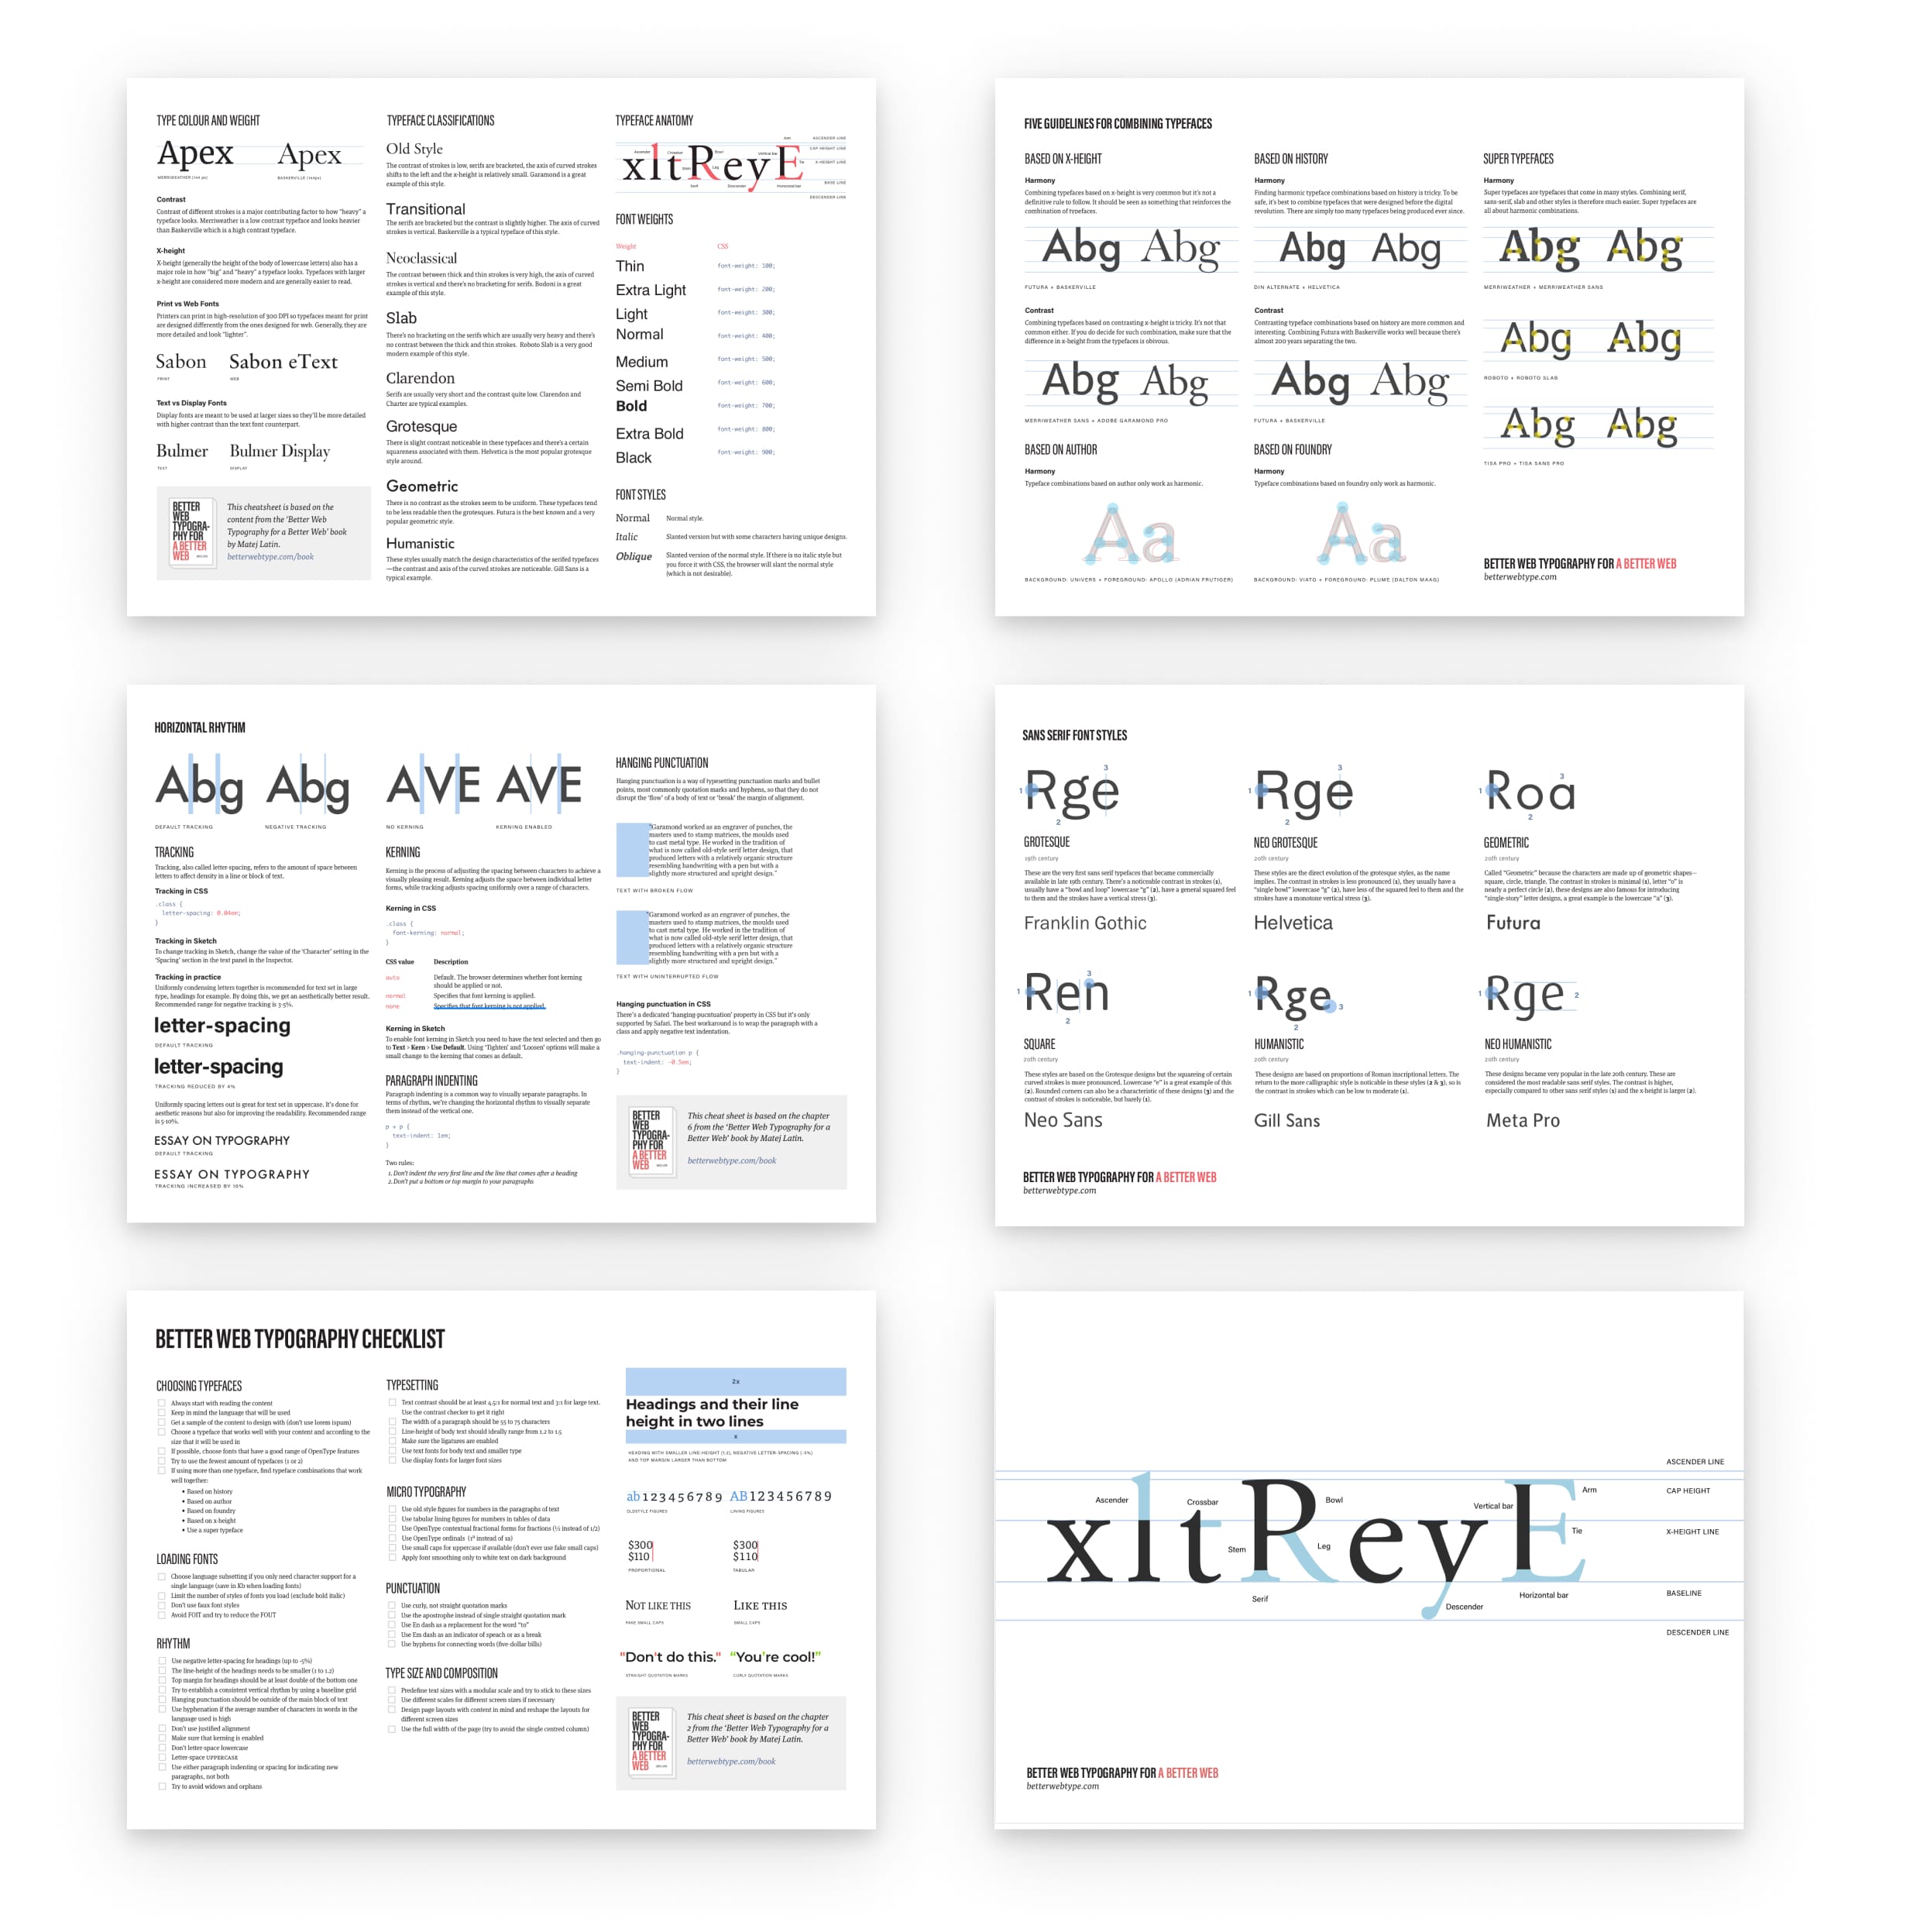 TYPE COLOUR AND WEIGHT
Apex Apex
MERRIWEATHER (144 px) BASKERVILLE (144px)
Contrast
Contrast of different strokes is a major contributing factor to how "heavy" a
typeface looks. Merriweather is a low contrast typeface and looks heavier
than Baskerville which is a high contrast typeface.
X-height
X-height (generally the height of the body of lowercase letters) also has a
major role in how "big" and "heavy" a typeface looks. Typefaces with larger
x-height are considered more modern and are generally easier to read.
Print vs Web Fonts
Printers can print in high-resolution of 300 DPI so typefaces meant for print
are designed differently from the ones designed for web. Generally, they are
more detailed and look "lighter".
Sabon Sabon eText
PRINT WEB
Text vs Display Fonts
Display fonts are meant to be used at larger sizes so they'll be more detailed
with higher contrast than the text font counterpart.
Bulmer Bulmer Display
TEXT DISPLAY
BETTER
WEB
TYPOGRA-
PHY FOR
A BETTER
WEB
This cheatsheet is based on the
content from the 'Better Web
Typography for a Better Web' book
by Matej Latin.
betterwebtype.com/book
TYPEFACE CLASSIFICATIONS
Old Style
The contrast of strokes is low, serifs are bracketed, the axis of curved strokes
shifts to the left and the x-height is relatively small. Garamond is a great
example of this style.
Transitional
The serifs are bracketed but the contrast is slightly higher. The axis of curved
strokes is vertical. Baskerville is a typical typeface of this style.
Neoclassical
The contrast between thick and thin strokes is very high, the axis of curved
strokes is vertical and there's no bracketing for serifs. Bodoni is a great
example of this style.
Slab
There's no bracketing on the serifs which are usually very heavy and there's
no contrast between the thick and thin strokes. Roboto Slab is a very good
modern example of this style.
Clarendon
Serifs are usually very short and the contrast quite low. Clarendon and
Charter are typical examples.
Grotesque
There is slight contrast noticeable in these typefaces and there's a certain
squareness associated with them. Helvetica is the most popular grotesque
style around.
Geometric
There is no contrast as the strokes seem to be uniform. These typefaces tend
to be less readable then the grotesques. Futura is the best known and a very
popular geometric style.
Humanistic
These styles usually match the design characteristics of the serifed typefaces
—the contrast and axis of the curved strokes are noticeable. Gill Sans is a
typical example.
TYPEFACE ANATOMY
xltReyE
Ascender
Crossbar
Stem
Bowl
Leg
Vertical bar
Arm
Tie
Serif
Descender
Horizontal bar
ASCENDER LINE
CAP HEIGHT LINE
X-HEIGHT LINE
BASE LINE
DESCENDER LINE
FONT WEIGHTS
Weight CSS
Thin font-weight: 100;
Extra Light font-weight: 200;
Light font-weight: 300;
Normal font-weight: 400;
Medium font-weight: 500;
Semi Bold font-weight: 600;
Bold font-weight: 700;
Extra Bold font-weight: 800;
Black font-weight: 900;
FONT STYLES
Normal Normal style.
Italic Slanted version but with some characters having unique designs.
Oblique Slanted version of the normal style. If there is no italic style but
you force it with CSS, the browser will slant the normal style
(which is not desirable).
FIVE GUIDELINES FOR COMBINING TYPEFACES
BASED ON X-HEIGHT
Harmony
Combining typefaces based on x-height is very common but it's not a
definitive rule to follow. It should be seen as something that reinforces the
combination of typefaces.
Abg Abg
FUTURA + BASKERVILLE
Contrast
Combining typefaces based on contrasting x-height is tricky. It's not that
common either. If you do decide for such combination, make sure that the
difference in x-height from the typefaces is obivous.
Abg Abg
MERRIWEATHER SANS + ADOBE GARAMOND PRO
BASED ON AUTHOR
Harmony
Typeface combinations based on author only work as harmonic.
Aa
BACKGROUND: UNIVERS + FOREGROUND: APOLLO (ADRIAN FRUTIGER)
BASED ON HISTORY
Harmony
Finding harmonic typeface combinations based on history is tricky. To be
safe, it's best to combine typefaces that were designed before the digital
revolution. There are simply too many typefaces being produced ever since.
Abg Abg
DIN ALTERNATE + HELVETICA
Contrast
Contrasting typeface combinations based on history are more common and
interesting. Combining Futura with Baskerville works well because there's
almost 200 years separating the two.
Abg Abg
FUTURA + BASKERVILLE
BASED ON FOUNDRY
Harmony
Typeface combinations based on foundry only work as harmonic.
Aa
BACKGROUND: VIATO + FOREGROUND: PLUME (DALTON MAAG)
SUPER TYPEFACES
Harmony
Super typefaces are typefaces that come in many styles. Combining serif,
sans-serif, slab and other styles is therefore much easier. Super typefaces are
all about harmonic combinations.
Abg Abg
MERRIWEATHER + MERRIWEATHER SANS
Abg Abg
ROBOTO + ROBOTO SLAB
Abg Abg
TISA PRO + TISA SANS PRO
BETTER WEB TYPOGRAPHY FOR A BETTER WEB
betterwebtype.com
HORIZONTAL RHYTHM
Abg Abg
DEFAULT TRACKING NEGATIVE TRACKING
TRACKING
Tracking, also called letter-spacing, refers to the amount of space between
letters to affect density in a line or block of text.
Tracking in CSS
.class {
letter-spacing: 0.04em;
}
Tracking in Sketch
To change tracking in Sketch, change the value of the 'Character' setting in the
'Spacing' section in the text panel in the Inspector.
Tracking in practice
Uniformly condensing letters together is recommended for text set in large
type, headings for example. By doing this, we get an aesthetically better result.
Recommended range for negative tracking is 3-5%.
letter-spacing
DEFAULT TRACKING
letter-spacing
TRACKING REDUCED BY 4%
Uniformly spacing letters out is great for text set in uppercase. It's done for
aesthetic reasons but also for improving the readability. Recommended range
is 5-10%.
ESSAY ON TYPOGRAPHY
DEFAULT TRACKING
ESSAY ON TYPOGRAPHY
TRACKING INCREASED BY 10%
AVE AVE
NO KERNING KERNING ENABLED
KERNING
Kerning is the process of adjusting the spacing between characters to achieve a
visually pleasing result. Kerning adjusts the space between individual letter
forms, while tracking adjusts spacing uniformly over a range of characters.
Kerning in CSS
.class {
font-kerning: normal;
}
CSS value Description
auto Default. The browser determines whether font kerning
should be applied or not.
normal Specifies that font kerning is applied.
none Specifies that font kerning is not applied.
Kerning in Sketch
To enable font kerning in Sketch you need to have the text selected and then go
to Text > Kern > Use Default. Using 'Tighten' and 'Loosen' options will make a
small change to the kerning that comes as default.
PARAGRAPH INDENTING
Paragraph indenting is a common way to visually separate paragraphs. In
terms of rhythm, we're changing the horizontal rhythm to visually separate
them instead of the vertical one.
p + p {
text-indent: 1em;
}
Two rules:
1. Don't indent the very first line and the line that comes after a heading
2. Don't put a bottom or top margin to your paragraphs
HANGING PUNCTUATION
Hanging punctuation is a way of typesetting punctuation marks and bullet
points, most commonly quotation marks and hyphens, so that they do not
disrupt the 'flow' of a body of text or 'break' the margin of alignment.
"Garamond worked as an engraver of punches, the
masters used to stamp matrices, the moulds used
to cast metal type. He worked in the tradition of
what is now called old-style serif letter design, that
produced letters with a relatively organic structure
resembling handwriting with a pen but with a
slightly more structured and upright design."
TEXT WITH BROKEN FLOW
"Garamond worked as an engraver of punches, the
masters used to stamp matrices, the moulds used
to cast metal type. He worked in the tradition of
what is now called old-style serif letter design, that
produced letters with a relatively organic structure
resembling handwriting with a pen but with a
slightly more structured and upright design."
TEXT WITH UNINTERRUPTED FLOW
Hanging punctuation in CSS
There's a dedicated 'hanging-puncutation' property in CSS but it's only
supported by Safari. The best workaround is to wrap the paragraph with a
class and apply negative text indentation.
.hanging-punctuation p {
text-indent: -0.5em;
}
BETTER
WEB
TYPOGRA-
PHY FOR
A BETTER
WEB
This cheat sheet is based on the chapter
6 from the 'Better Web Typography for a
Better Web' book by Matej Latin.
betterwebtype.com/book
SANS SERIF FONT STYLES
1 Rge 2 3
GROTESQUE
19th century
These are the very first sans serif typefaces that became commercially
available in late 19th century. There's a noticeable contrast in strokes (1),
usually have a "bowl and loop" lowercase "g" (2), have a general squared feel
to them and the strokes have a vertical stress (3).
Franklin Gothic
1 Rge 2 3
NEO GROTESQUE
20th century
These styles are the direct evolution of the grotesque styles, as the name
implies. The contrast in strokes is less pronounced (1), they usually have a
"single bowl" lowercase "g" (2), have less of the squared feel to them and the
strokes have a monotone vertical stress (3).
Helvetica
1 Roa 3
GEOMETRIC
20th century
Called "Geometric" because the characters are made up of geometric shapes—
square, circle, triangle. The contrast in strokes is minimal (1), letter "o" is
nearly a perfect circle (2), these designs are also famous for introducing
"single-story" letter designs, a great example is the lowercase "a" (3).
Futura
1 Ren 2 3
SQUARE
20th century
These styles are based on the Grotesque designs but the squareing of certain
curved strokes is more pronounced. Lowercase "e" is a great example of this
(2). Rounded corners can also be a characteristic of these designs (3) and the
contrast of strokes is noticable, but barely (1).
Neo Sans
1 Rge 2 3
HUMANISTIC
20th century
These designs are based on proportions of Roman inscriptional letters. The
return to the more calligraphic style is noticable in these styles (2 & 3), so is
the contrast in strokes which can be low to moderate (1).
Gill Sans
1 Rge 2
NEO HUMANISTIC
20th century
These designs became very popular in the late 20th century. These are
considered the most readable sans serif styles. The contrast is higher,
especially compared to other sans serif styles (1) and the x-height is larger (2).
Meta Pro
BETTER WEB TYPOGRAPHY FOR A BETTER WEB
betterwebtype.com
BETTER WEB TYPOGRAPHY CHECKLIST
CHOOSING TYPEFACES
Always start with reading the content
Keep in mind the language that will be used
Get a sample of the content to design with (don't use lorem ispum)
Choose a typeface that works well with your content and according to the
size that it will be used in
If possible, choose fonts that have a good range of OpenType features
Try to use the fewest amount of typefaces (1 or 2)
If using more than one typeface, find typeface combinations that work
well together:
• Based on history
• Based on author
• Based on foundry
• Based on x-height
• Use a super typeface
LOADING FONTS
Choose language subsetting if you only need character support for a
single language (save in Kb when loading fonts)
Limit the number of styles of fonts you load (exclude bold italic)
Don't use faux font styles
Avoid FOIT and try to reduce the FOUT
RHYTHM
Use negative letter-spacing for headings (up to -5%)
The line-height of the headings needs to be smaller (1 to 1.2)
Top margin for headings should be at least double of the bottom one
Try to establish a consistent vertical rhythm by using a baseline grid
Hanging punctuation should be outside of the main block of text
Use hyphenation if the average number of characters in words in the
language used is high
Don't use justified alignment
Make sure that kerning is enabled
Don't letter-space lowercase
Letter-space UPPERCASE
Use either paragraph indenting or spacing for indicating new
paragraphs, not both
Try to avoid widows and orphans
TYPESETTING
Text contrast should be at least 4.5:1 for normal text and 3:1 for large text.
Use the contrast checker to get it right
The width of a paragraph should be 55 to 75 characters
Line-height of body text should ideally range from 1.2 to 1.5
Make sure the ligatures are enabled
Use text fonts for body text and smaller type
Use display fonts for larger font sizes
MICRO TYPOGRAPHY
Use old style figures for numbers in the paragraphs of text
Use tabular lining figures for numbers in tables of data
Use OpenType contextual fractional forms for fractions (½ instead of 1/2)
Use OpenType ordinals (1ª instead of 1a)
Use small caps for uppercase if available (don't ever use fake small caps)
Apply font smoothing only to white text on dark background
PUNCTUATION
Use curly, not straight quotation marks
Use the apostrophe instead of single straight quotation mark
Use En dash as a replacement for the word "to"
Use Em dash as an indicator of speach or as a break
Use hyphens for connecting words (five-dollar bills)
TYPE SIZE AND COMPOSITION
Predefine text sizes with a modular scale and try to stick to these sizes
Use different scales for different screen sizes if necessary
Design page layouts with content in mind and reshape the layouts for
different screen sizes
Use the full width of the page (try to avoid the single centred column)
2x
Headings and their line
height in two lines
x
HEADING WITH SMALLER LINE-HEIGHT (1.2), NEGATIVE LETTER-SPACING (-4%)
AND TOP MARGIN LARGER THAN BOTTOM
ab123456789 AB123456789
OLDSTYLE FIGURES LINING FIGURES
$300 $300
$110 $110
PROPORTIONAL TABULAR
NOT LIKE THIS LIKE THIS
FAKE SMALL CAPS SMALL CAPS
"Don't do this." “You’re cool!”
STRAIGHT QUOTATION MARKS CURLY QUOTATION MARKS
BETTER
WEB
TYPOGRA-
PHY FOR
A BETTER
WEB
This cheat sheet is based on the chapter
2 from the 'Better Web Typography for a
Better Web' book by Matej Latin.
betterwebtype.com/book
xltReyE
Ascender
Crossbar
Stem
Serif
Bowl
Leg
Descender
Vertical bar
Horizontal bar
Arm
Tie
ASCENDER LINE
CAP HEIGHT
X-HEIGHT LINE
BASELINE
DESCENDER LINE
BETTER WEB TYPOGRAPHY FOR A BETTER WEB
betterwebtype.com